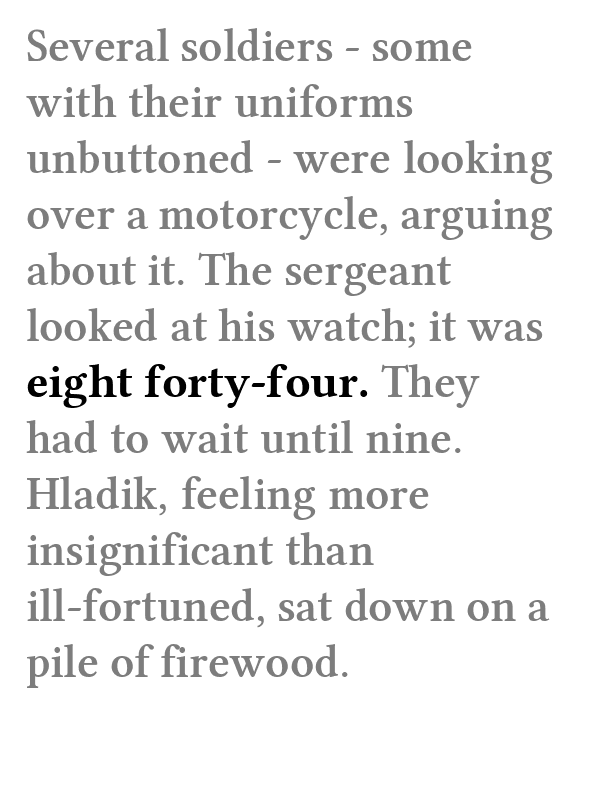 Several soldiers - some
with their uniforms
unbuttoned - were looking
over a motorcycle, arguing
about it. The sergeant
looked at his watch; it was
eight forty-four. They
had to wait until nine.
Hladik, feeling more
insignificant than
ill-fortuned, sat down on a
pile of firewood.